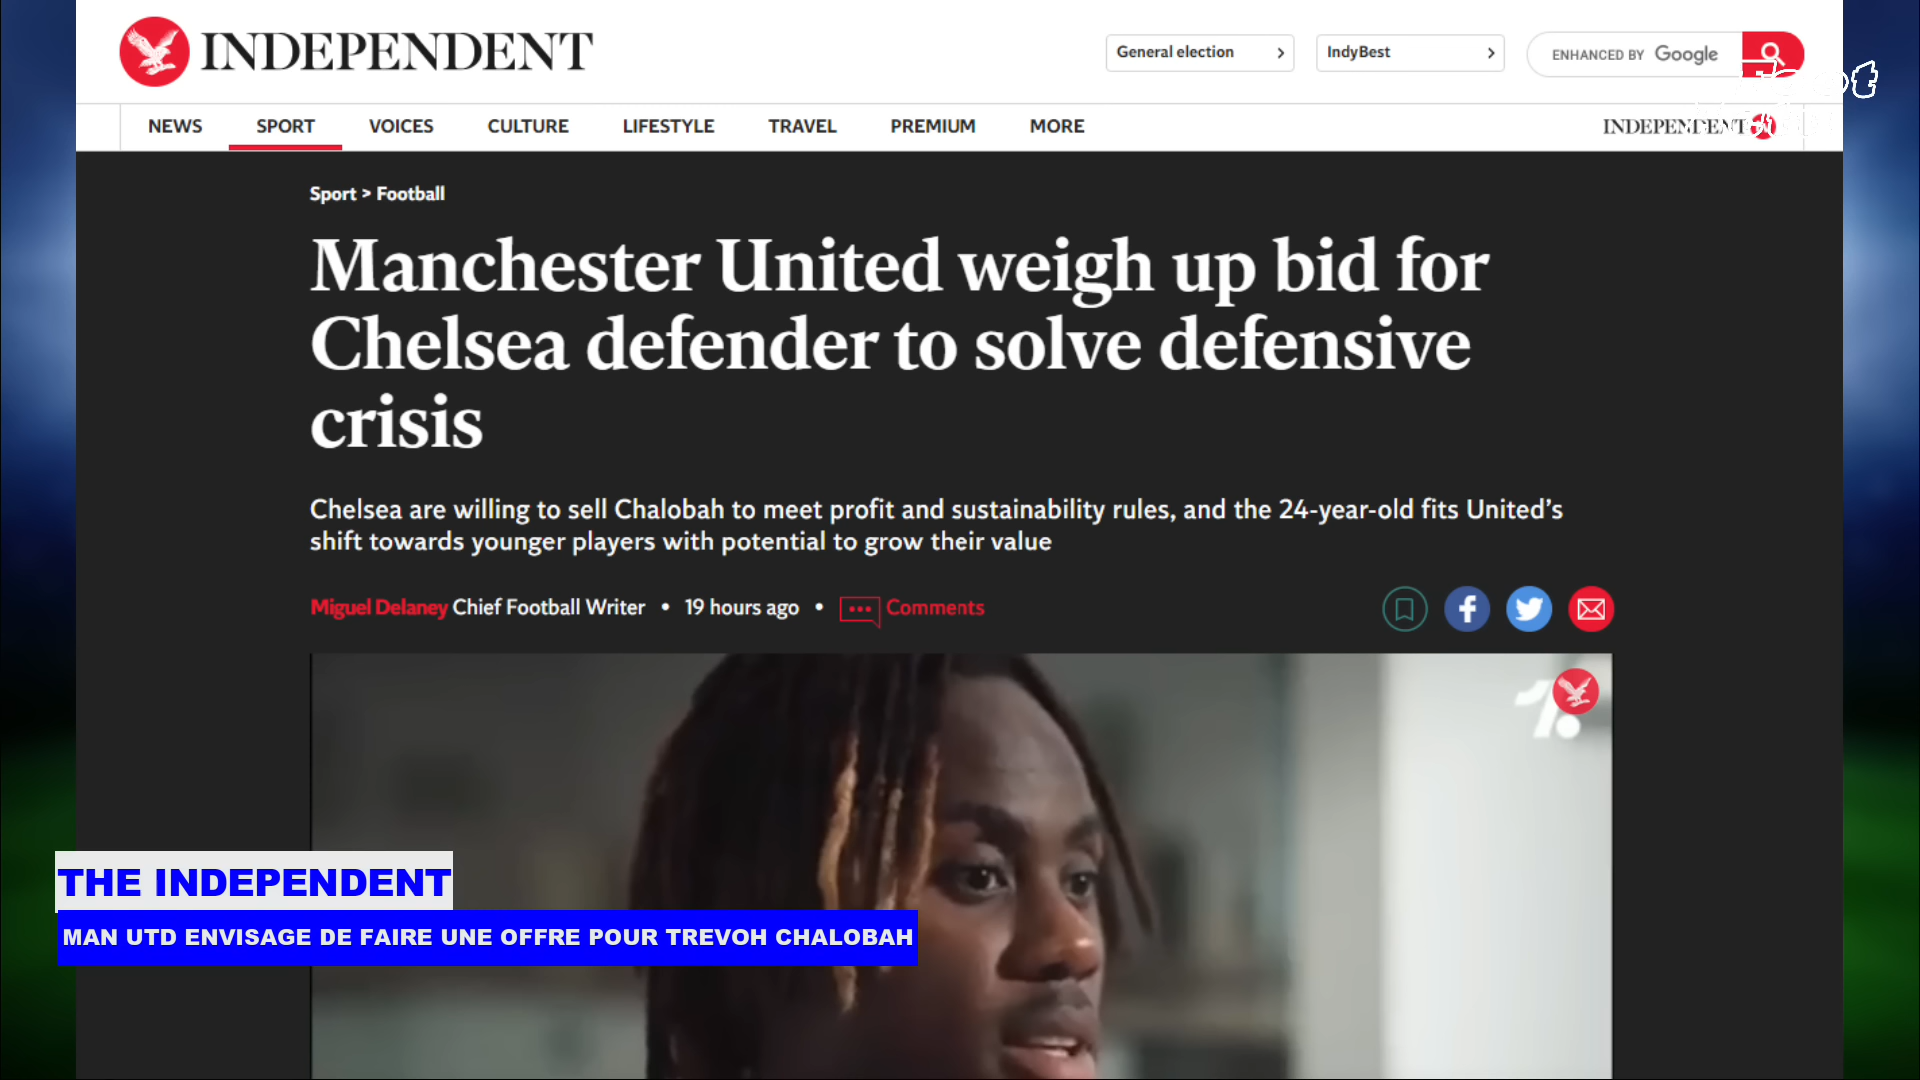 INDEPENDENT
General election
IndyBest
ENHANCED BY Google
NEWS SPORT VOICES CULTURE LIFESTYLE TRAVEL PREMIUM MORE
INDEPENDENT
Sport > Football
Manchester United weigh up bid for
Chelsea defender to solve defensive
crisis
Chelsea are willing to sell Chalobah to meet profit and sustainability rules, and the 24-year-old fits United's
shift towards younger players with potential to grow their value
Miguel Delaney Chief Football Writer • 19 hours ago • Comments
THE INDEPENDENT
MAN UTD ENVISAGE DE FAIRE UNE OFFRE POUR TREVOH CHALOBAH